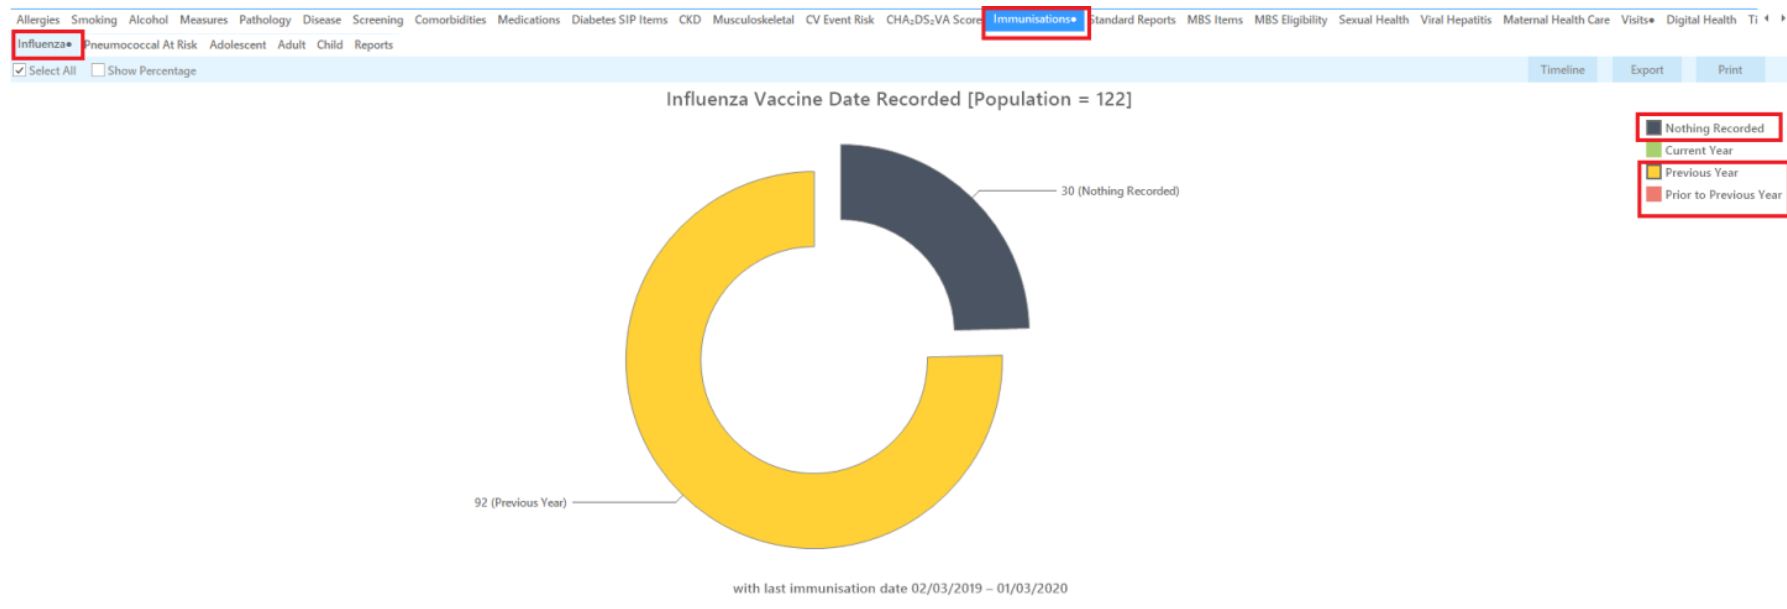 Allergies Smoking Alcohol Measures Pathology Disease Screening Comorbidities Medications Diabetes SIP Items CKD Musculoskeletal CV Event Risk CHA₂DS₂VA Score Immunisations● Standard Reports MBS Items MBS Eligibility Sexual Health Viral Hepatitis Maternal Health Care Visits● Digital Health Ti
Influenza● Pneumococcal At Risk Adolescent Adult Child Reports
Select All Show Percentage Timeline Export Print
Influenza Vaccine Date Recorded [Population = 122]
Nothing Recorded
Current Year
Previous Year
Prior to Previous Year
30 (Nothing Recorded)
92 (Previous Year)
with last immunisation date 02/03/2019 – 01/03/2020